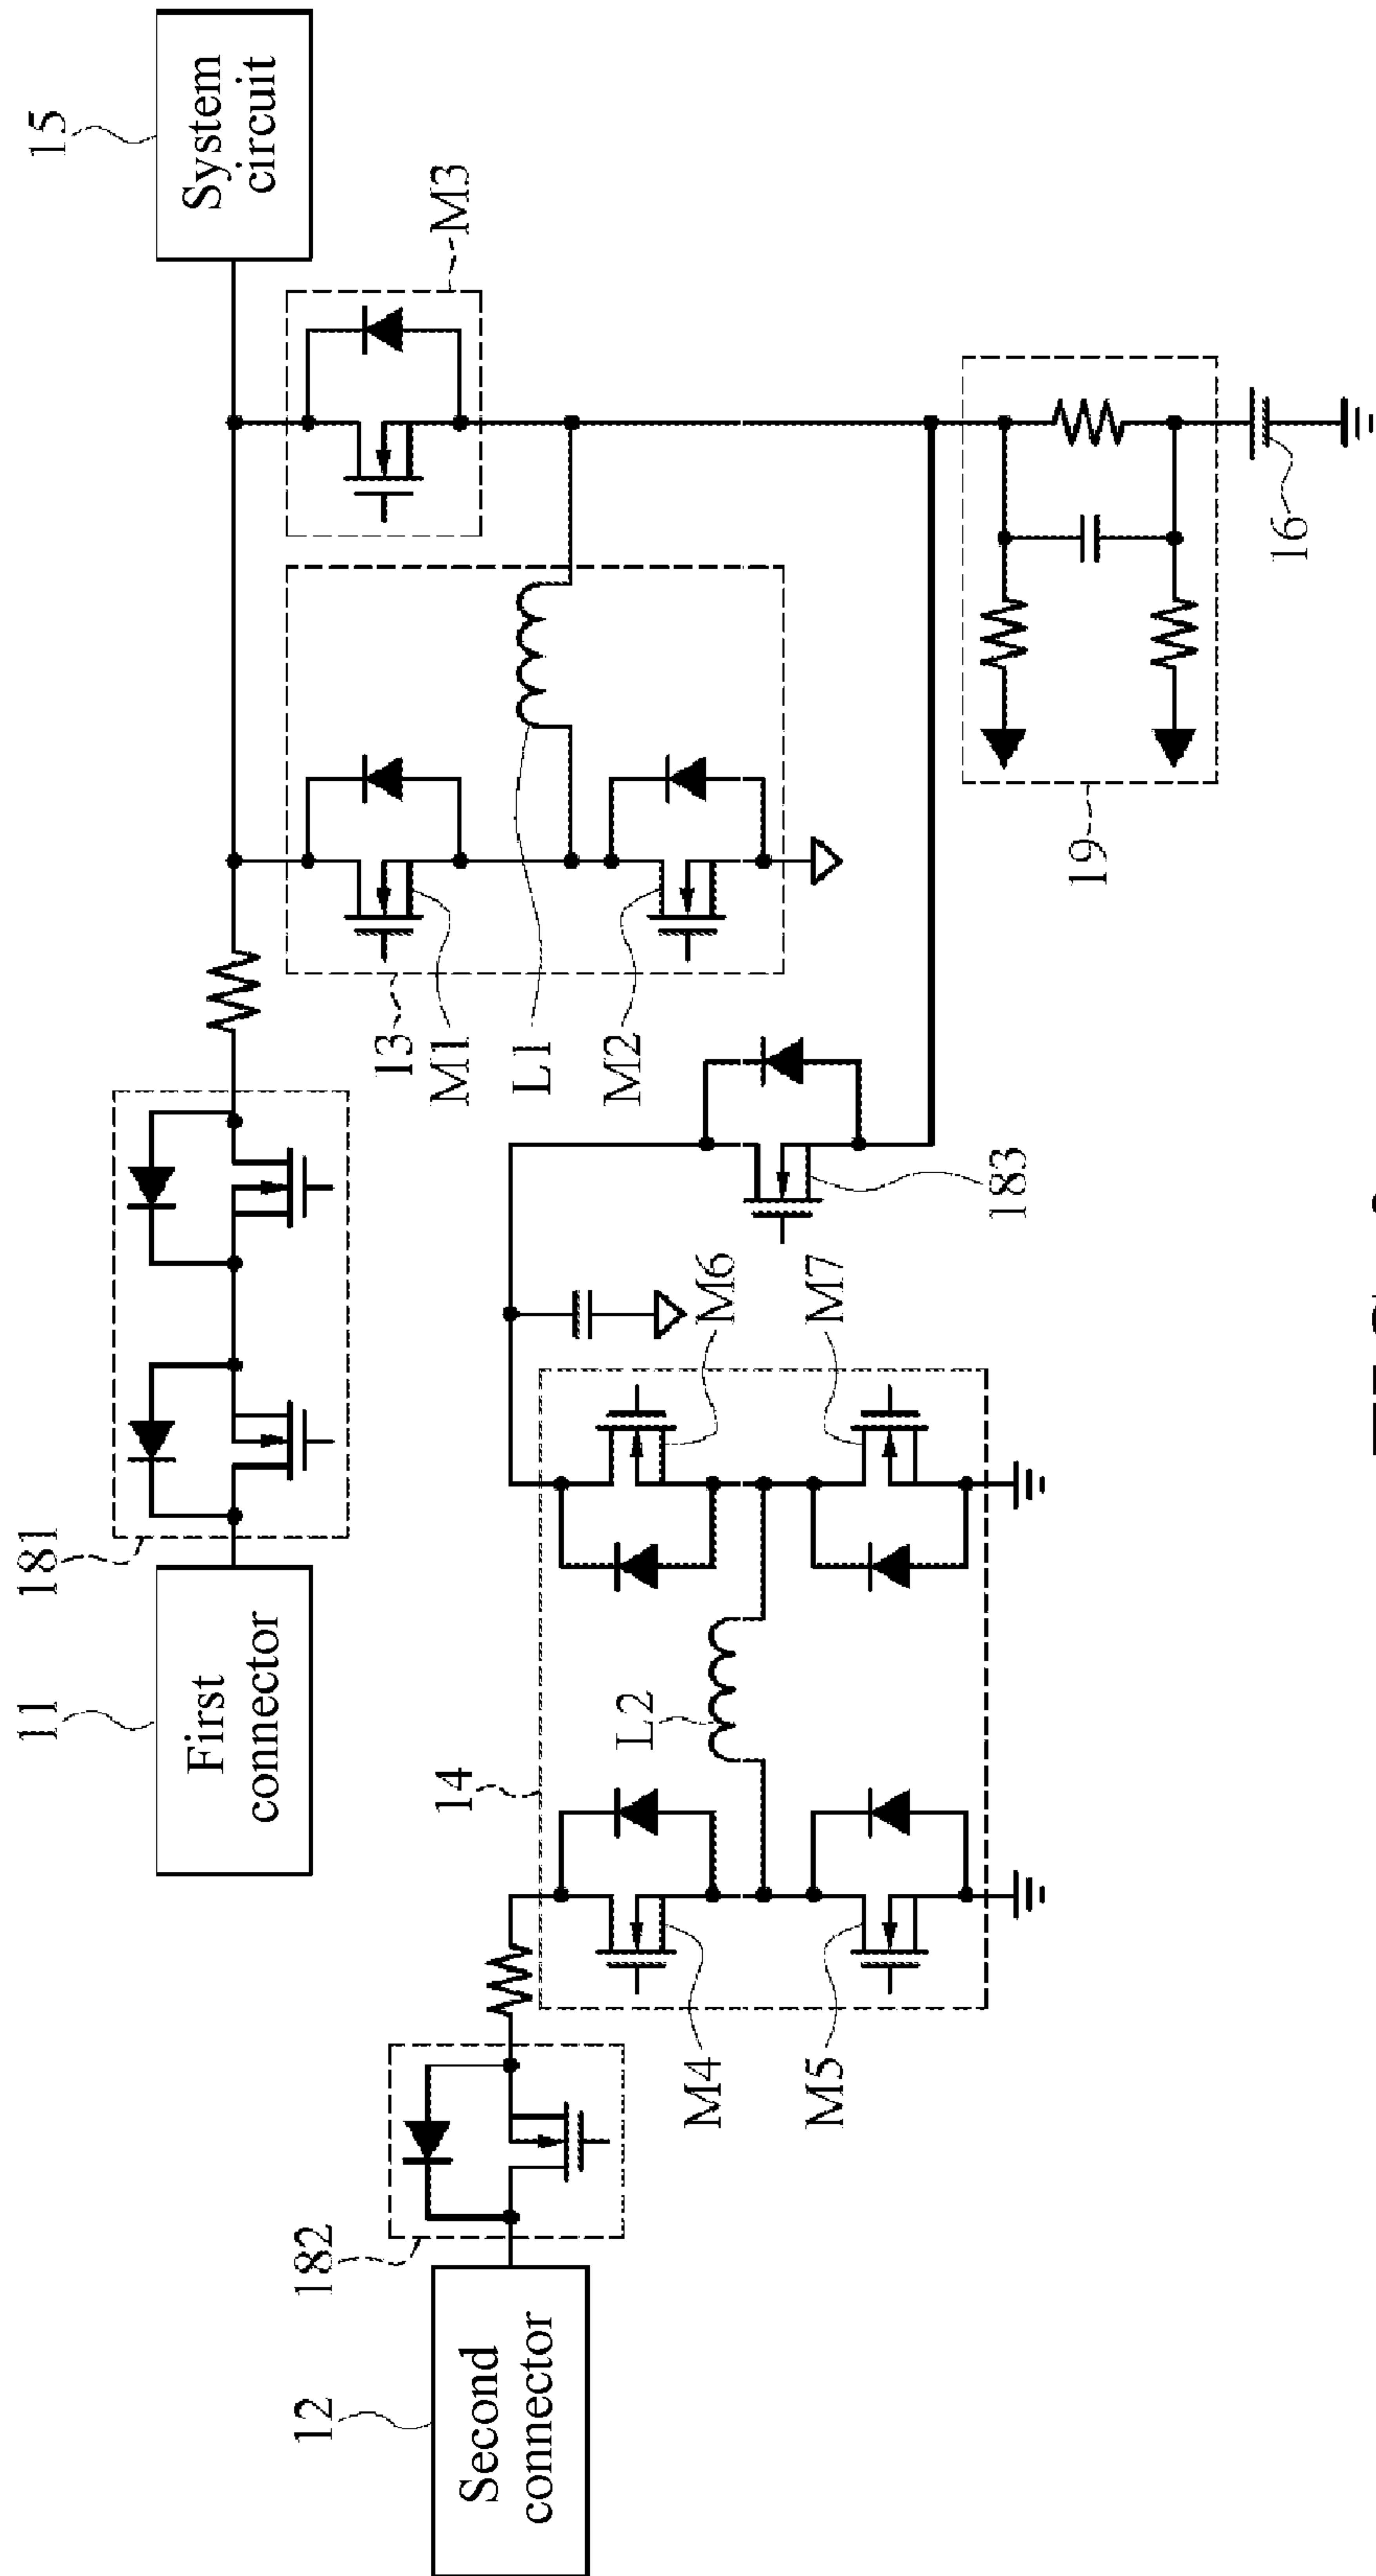 11
First
connector
181
15
System
circuit
M3
13
M1
L1
M2
12
Second
connector
182
14
L2
M4
M5
M6
M7
183
19
16